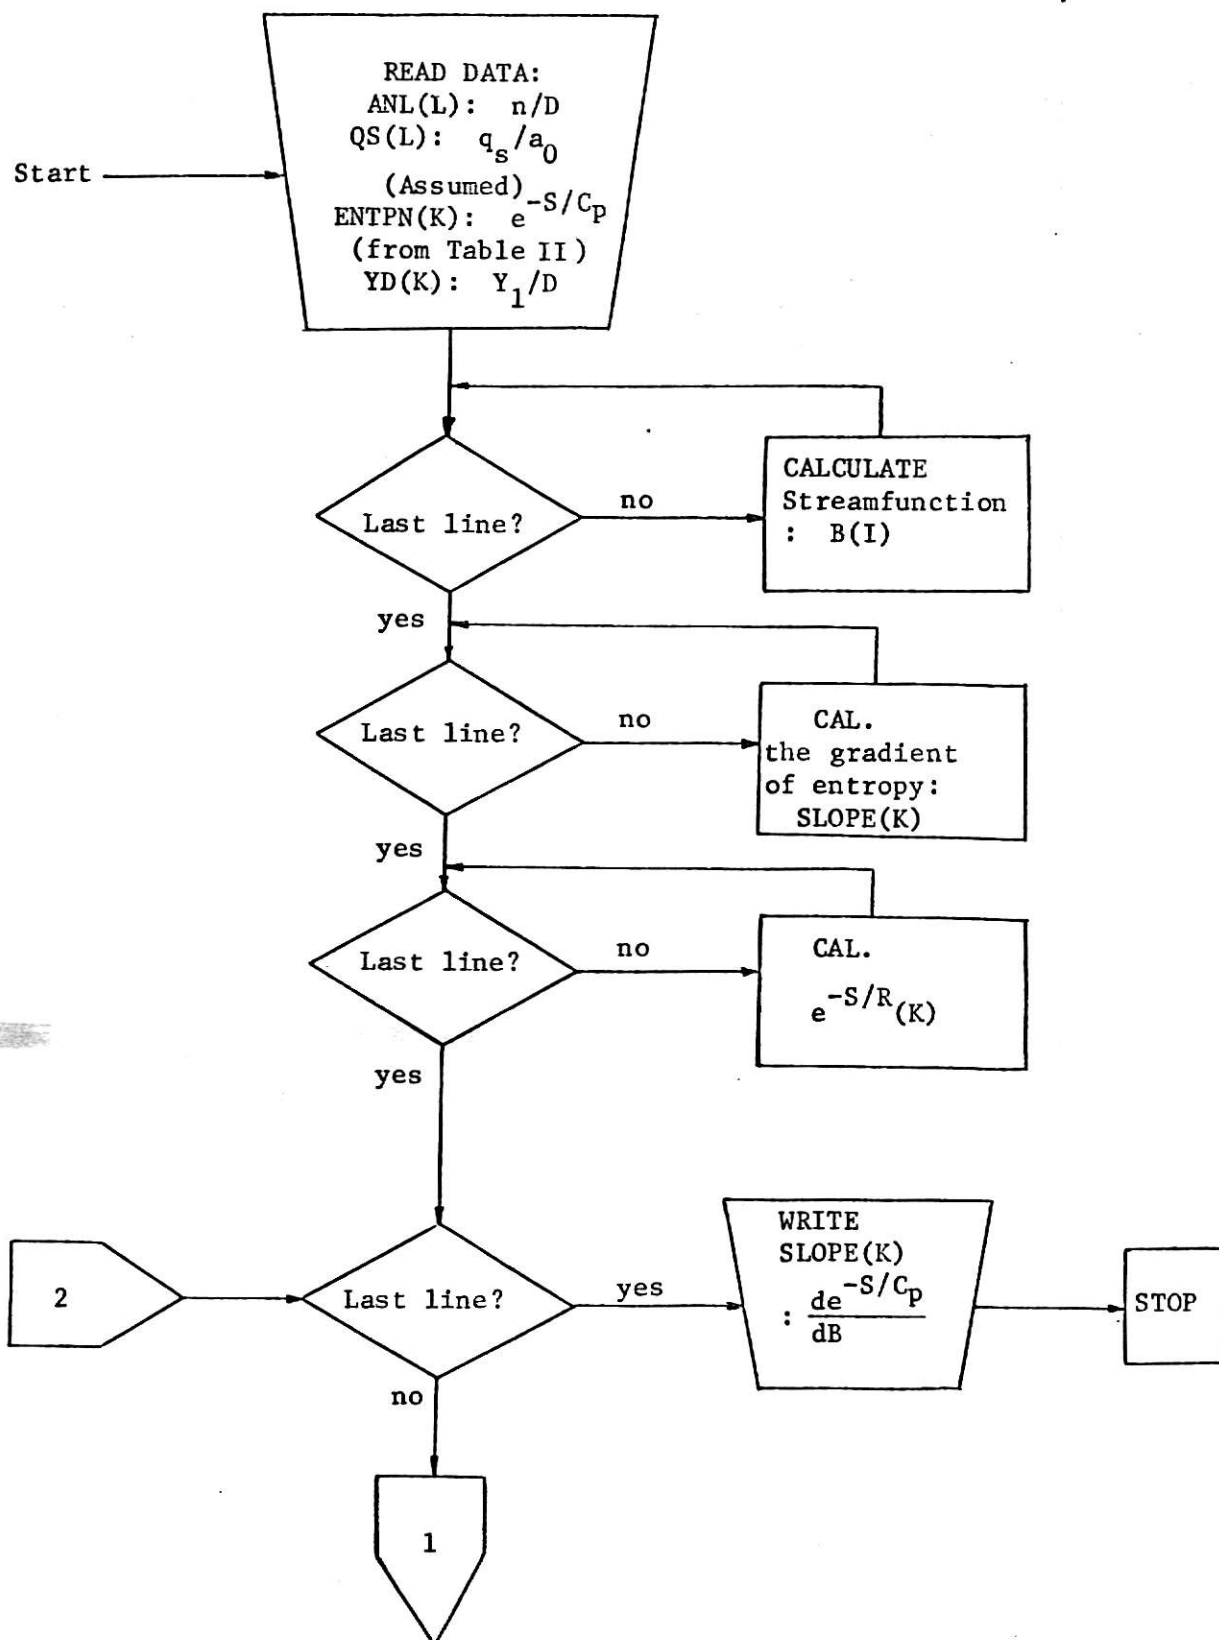 READ DATA:
ANL(L): n/D
QS(L): q_s/a_0
Start
(Assumed)
ENTPN(K): e^-S/C_p
(from Table II)
YD(K): Y_1/D
Last line?
no
CALCULATE
Streamfunction
: B(I)
yes
Last line?
no
CAL.
the gradient
of entropy:
SLOPE(K)
yes
Last line?
no
CAL.
e^-S/R(K)
yes
2
Last line?
yes
WRITE
SLOPE(K)
: de^-S/C_p
dB
STOP
no
1